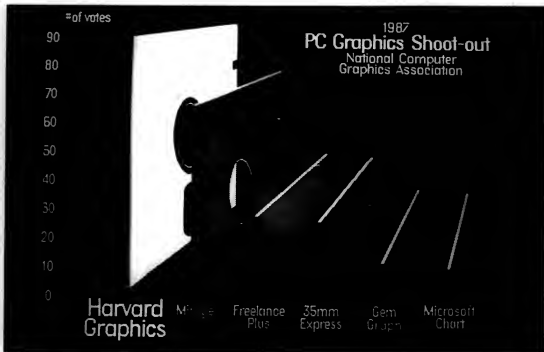 # of votes
1987
PC Graphics Shoot-out
National Computer
Graphics Association
90
80
70
60
50
40
30
20
10
0
Harvard
Graphics
Freelance
Plus
35mm
Express
Gem
Graph
Microsoft
Chart